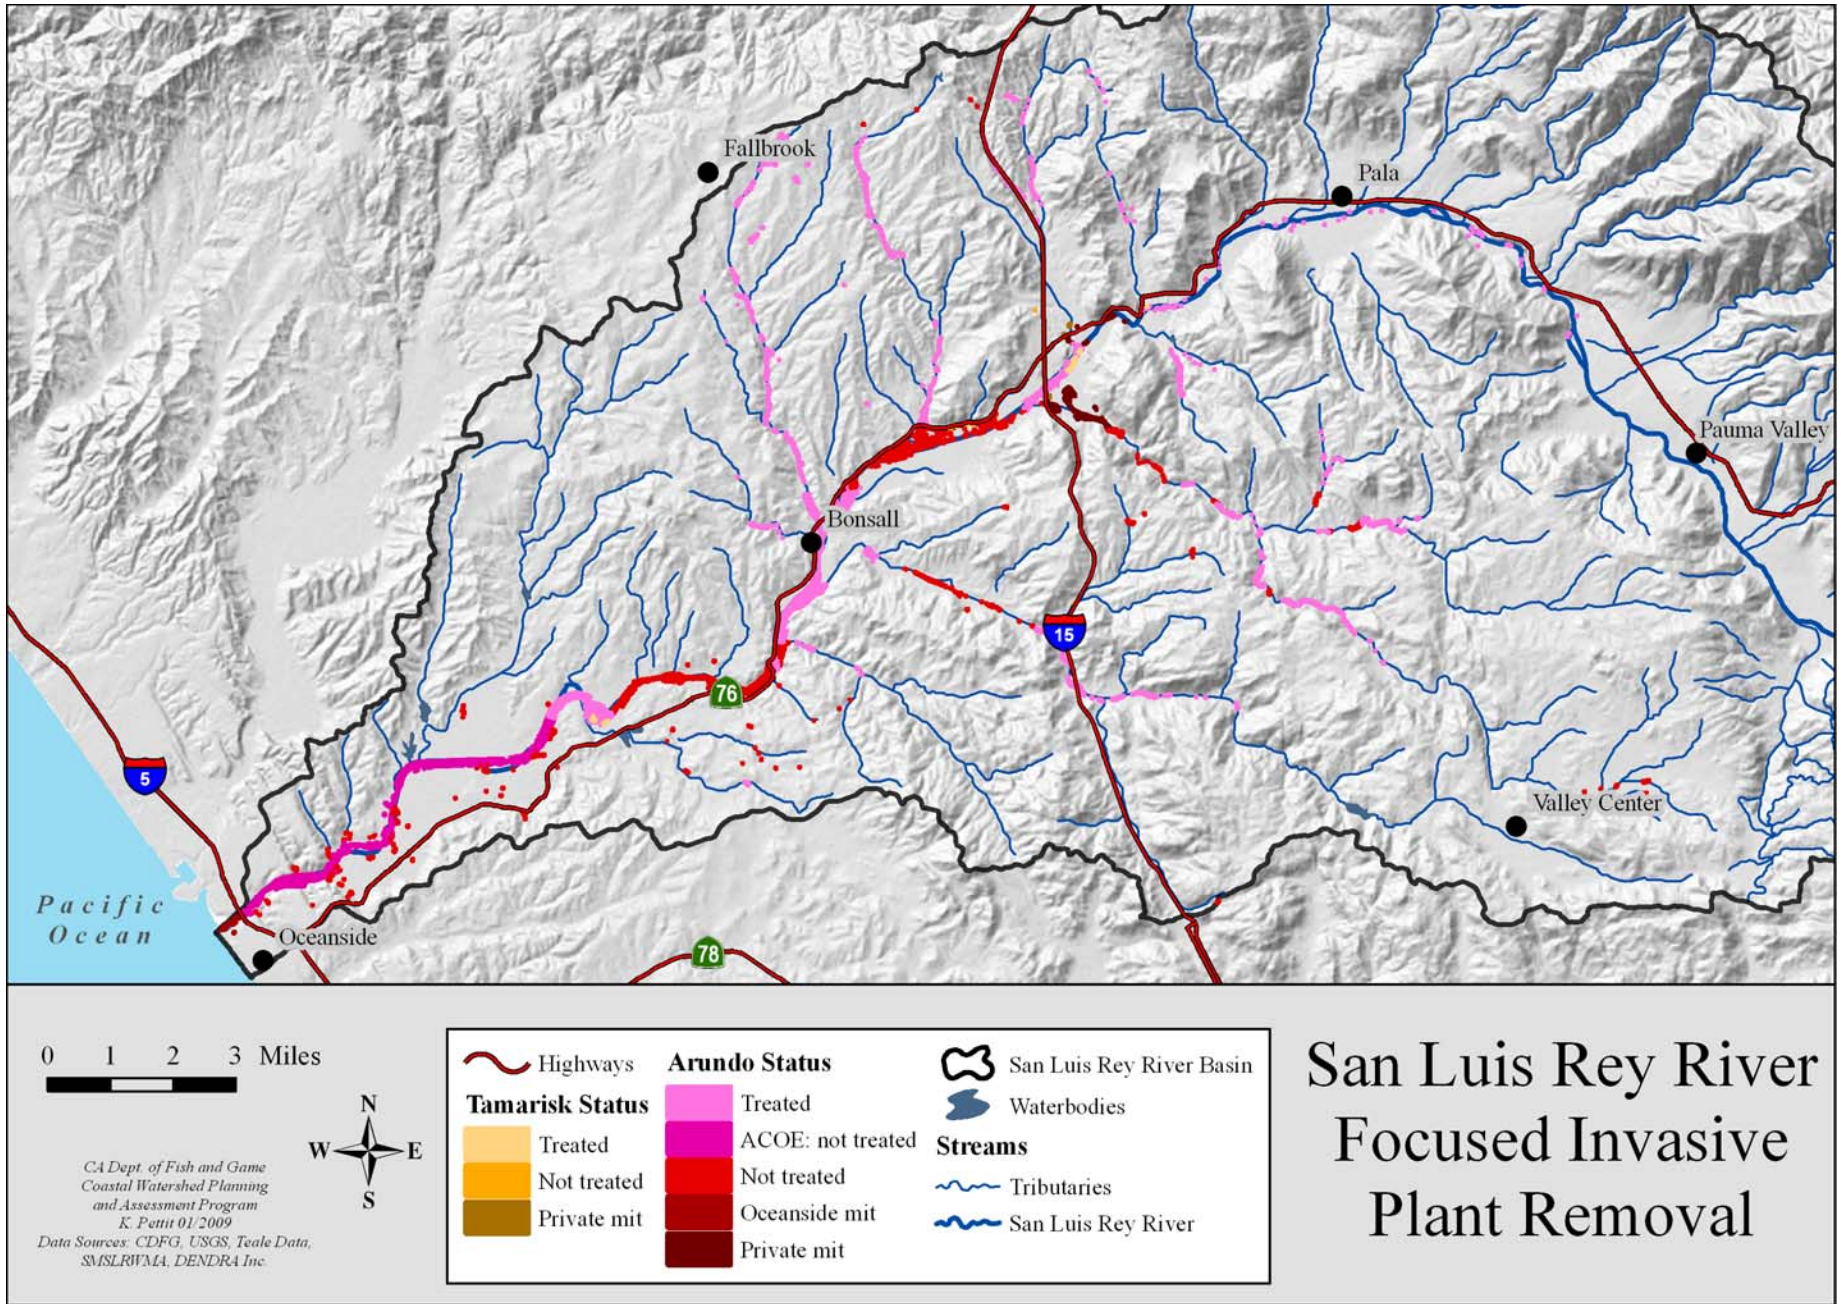 Fallbrook
Pala
Pauma Valley
Bonsall
15
76
5
Valley Center
Pacific
Ocean
Oceanside
78
0 1 2 3 Miles
N
W E
S
CA Dept. of Fish and Game
Coastal Watershed Planning
and Assessment Program
K. Pettit 01/2009
Data Sources: CDFG, USGS, Teale Data,
SMSLRWMA, DENDRA Inc.
Highways
Tamarisk Status
Treated
Not treated
Private mit
Arundo Status
Treated
ACOE: not treated
Not treated
Oceanside mit
Private mit
San Luis Rey River Basin
Waterbodies
Streams
Tributaries
San Luis Rey River
San Luis Rey River
Focused Invasive
Plant Removal